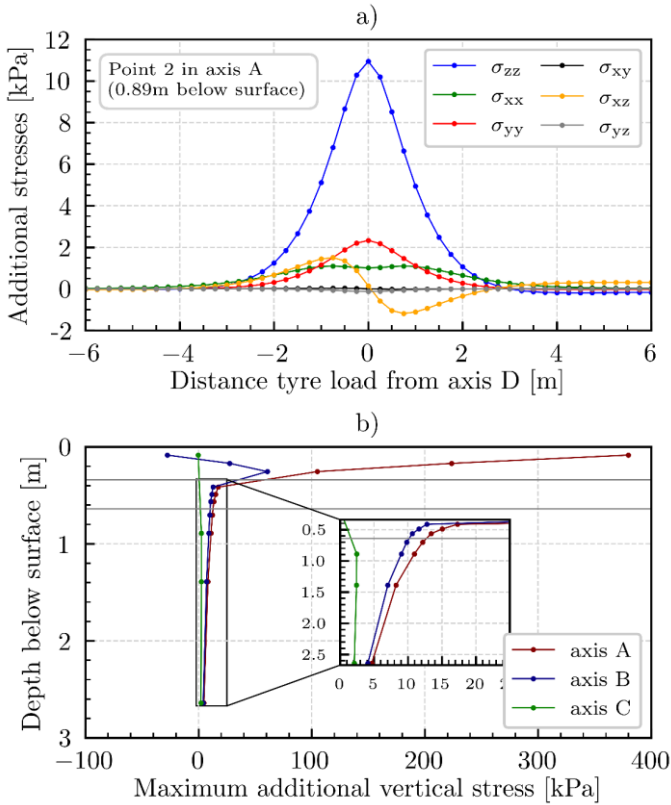 a)
12
10
8
6
4
2
0
−2
Additional stresses [kPa]
Point 2 in axis A
(0.89m below surface)
σzz
σxx
σyy
σxy
σxz
σyz
−6 −4 −2 0 2 4 6
Distance tyre load from axis D [m]
b)
0
1
2
3
Depth below surface [m]
0.5
1.0
1.5
2.0
2.5
0 5 10 15 20
axis A
axis B
axis C
−100 0 100 200 300 400
Maximum additional vertical stress [kPa]